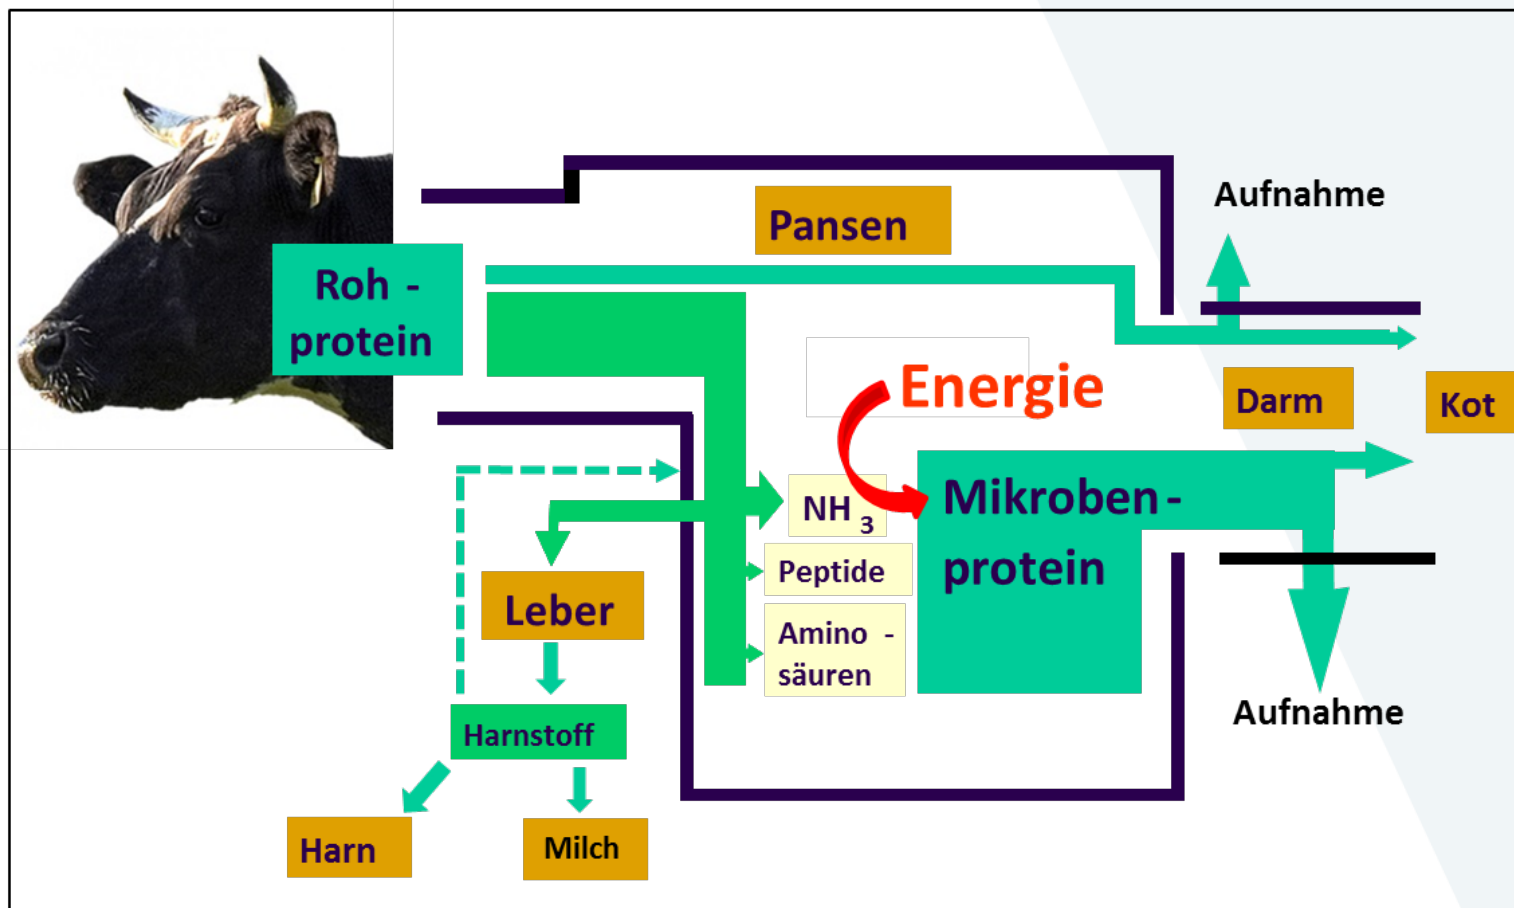 Pansen
Aufnahme
Roh -
protein
Energie
Darm
Kot
NH 3
Mikroben -
protein
Peptide
Leber
Amino -
säuren
Harnstoff
Aufnahme
Harn
Milch